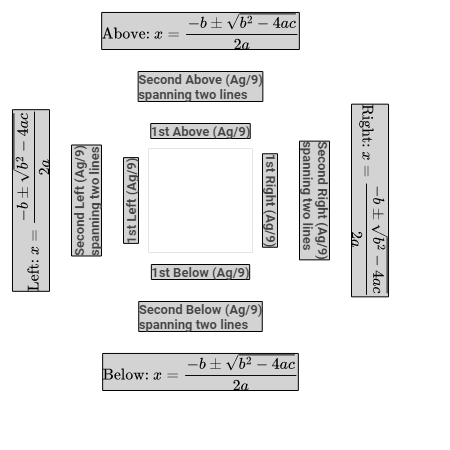 Above: x = \frac{-b \pm \sqrt{b^2 - 4ac}}{2a}
Second Above (Ag/9)
spanning two lines
1st Above (Ag/9)
Left: x = \frac{-b \pm \sqrt{b^2 - 4ac}}{2a}
Second Left (Ag/9)
spanning two lines
1st Left (Ag/9)
1st Right (Ag/9)
Second Right (Ag/9)
spanning two lines
Right: x = \frac{-b \pm \sqrt{b^2 - 4ac}}{2a}
1st Below (Ag/9)
Second Below (Ag/9)
spanning two lines
Below: x = \frac{-b \pm \sqrt{b^2 - 4ac}}{2a}